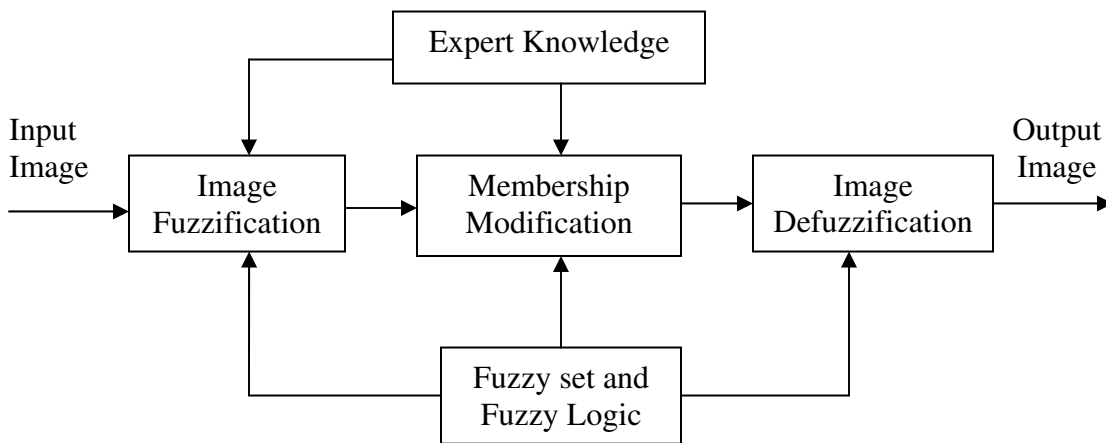 Expert Knowledge
Input
Image
Output
Image
Image
Fuzzification
Membership
Modification
Image
Defuzzification
Fuzzy set and
Fuzzy Logic